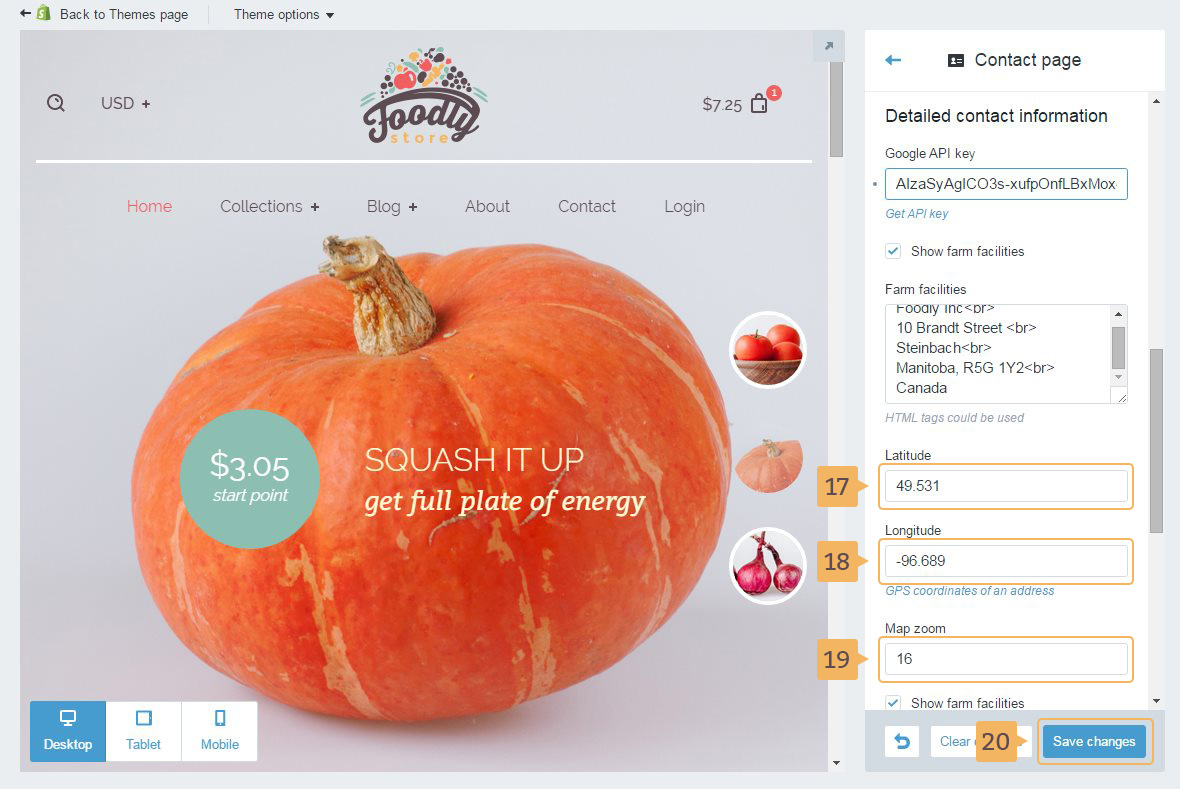 Back to Themes page
Theme options
USD +
Foodly
store
$7.25
1
Home
Collections +
Blog +
About
Contact
Login
$3.05
start point
SQUASH IT UP
get full plate of energy
Desktop
Tablet
Mobile
Contact page
Detailed contact information
Google API key
AIzaSyAgICO3s-xufpOnfLBxMox
Get API key
Show farm facilities
Farm facilities
Foodly Inc<br>
10 Brandt Street <br>
Steinbach<br>
Manitoba, R5G 1Y2<br>
Canada
HTML tags could be used
Latitude
17
49.531
Longitude
18
-96.689
GPS coordinates of an address
Map zoom
19
16
Show farm facilities
Clear
20
Save changes